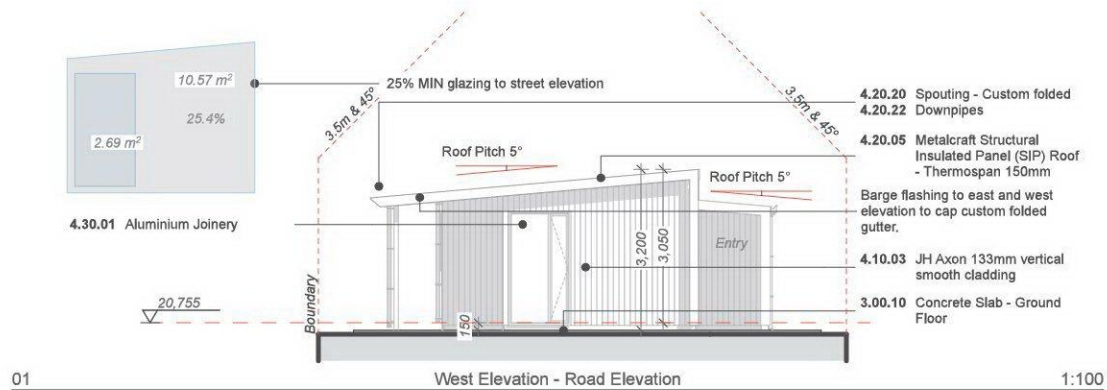 10.57 m²
25.4%
2.69 m²
25% MIN glazing to street elevation
3.5m & 45º
3.5m & 45º
4.20.20 Spouting - Custom folded
4.20.22 Downpipes
4.20.05 Metalcraft Structural
Insulated Panel (SIP) Roof
- Thermospan 150mm
Roof Pitch 5°
Roof Pitch 5°
Barge flashing to east and west
elevation to cap custom folded
gutter.
4.30.01 Aluminium Joinery
3,200
3,050
Entry
4.10.03 JH Axon 133mm vertical
smooth cladding
3.00.10 Concrete Slab - Ground
Floor
20,755
Boundary
150
01
West Elevation - Road Elevation
1:100